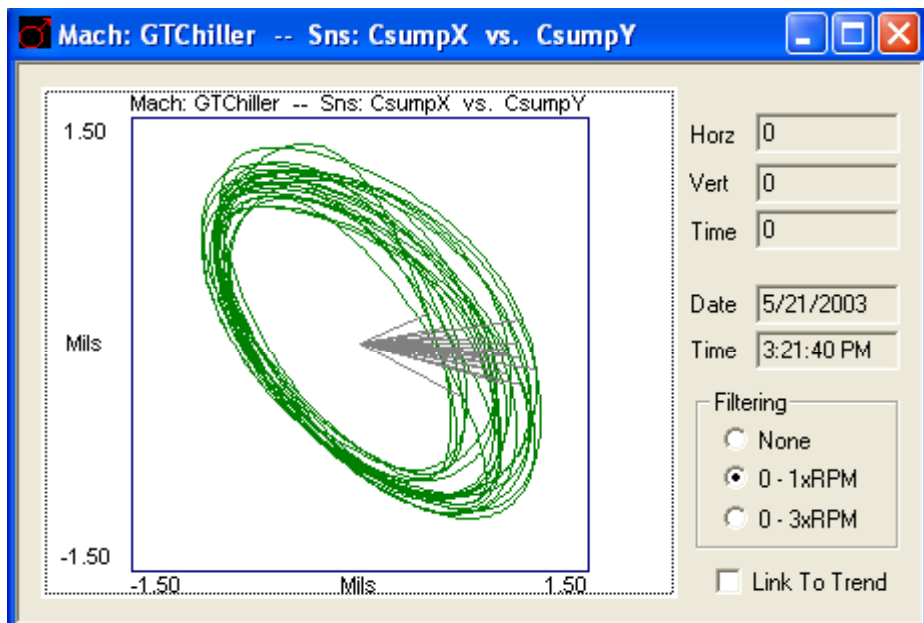 Mach: GTChiller -- Sns: CsumpX vs. CsumpY
Mach: GTChiller -- Sns: CsumpX vs. CsumpY
1.50
Mils
-1.50
-1.50 Mils 1.50
Horz 0
Vert 0
Time 0
Date 5/21/2003
Time 3:21:40 PM
Filtering
None
0 - 1xRPM
0 - 3xRPM
Link To Trend